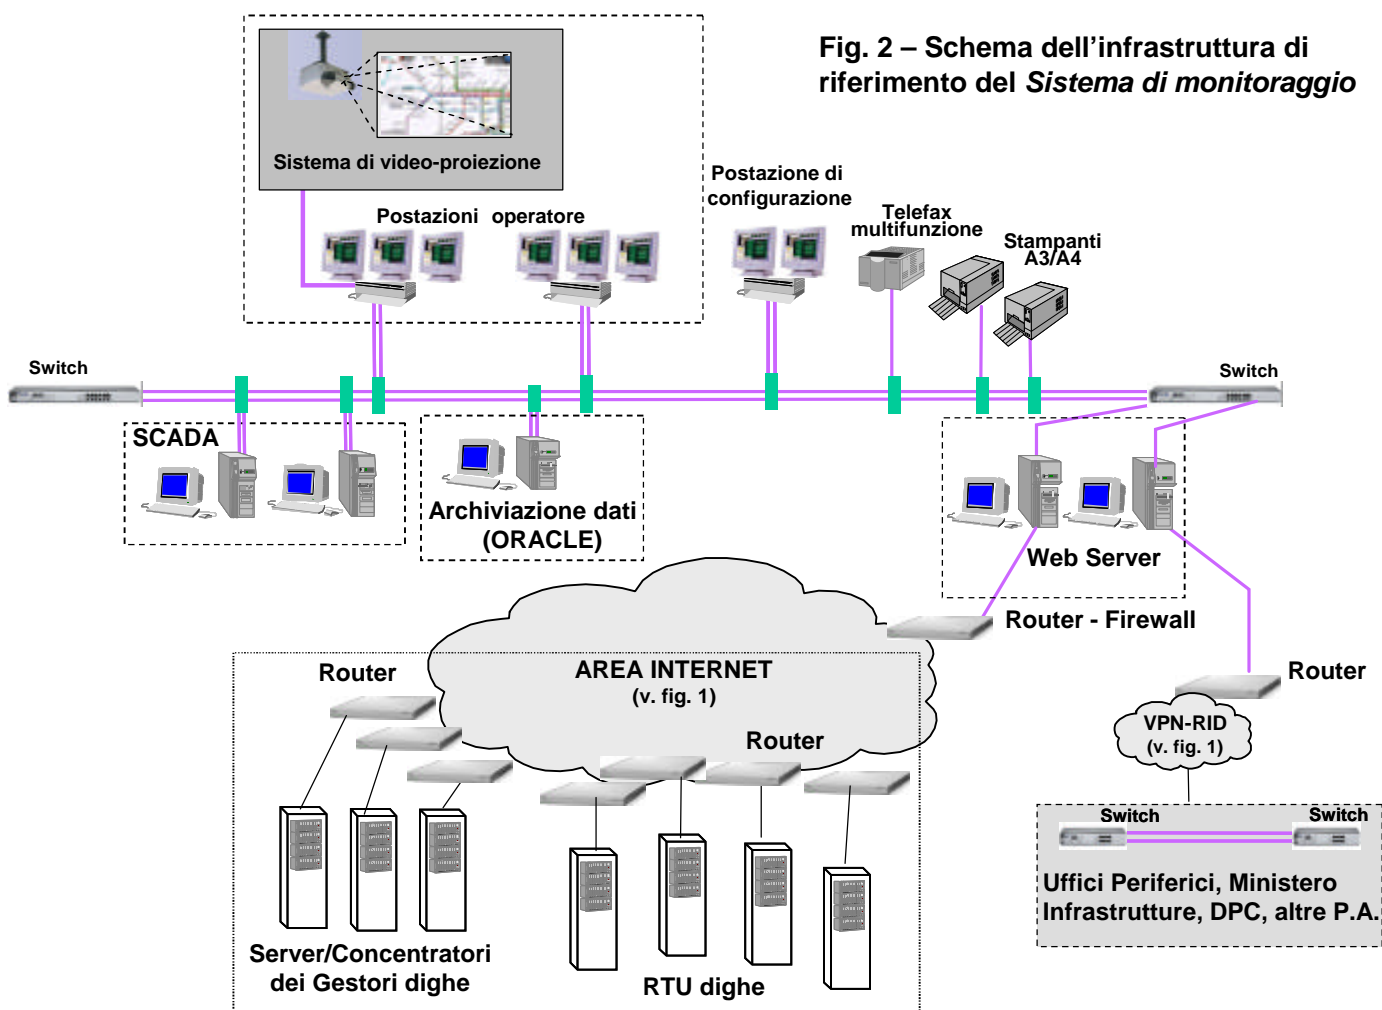 Fig. 2 – Schema dell'infrastruttura di
riferimento del Sistema di monitoraggio
Sistema di video-proiezione
Postazioni operatore
Postazione di
configurazione
Telefax
multifunzione
Stampanti
A3/A4
Switch
Switch
SCADA
Archiviazione dati
(ORACLE)
Web Server
Router - Firewall
AREA INTERNET
(v. fig. 1)
Router
Router
Router
VPN-RID
(v. fig. 1)
Switch
Switch
Uffici Periferici, Ministero
Infrastrutture, DPC, altre P.A.
Server/Concentratori
dei Gestori dighe
RTU dighe